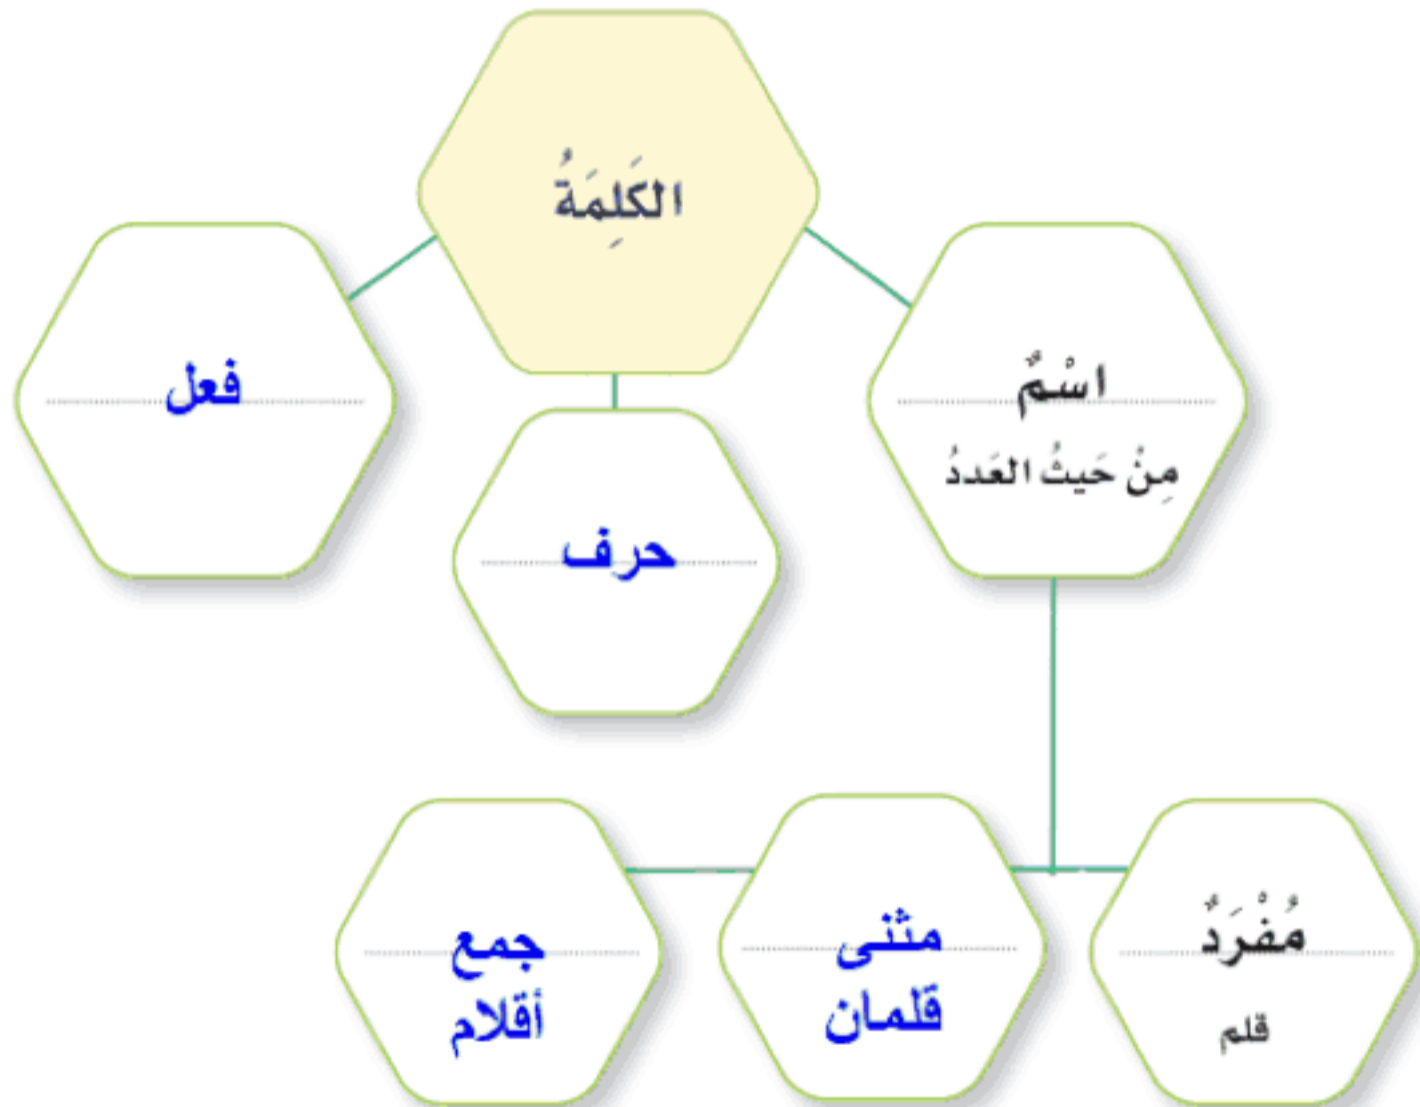 الكَلِمَةُ
اسْمٌ
مِنْ حَيثُ العَددُ
حرف
فعل
مُفْرَدٌ
قلم
مثنى
قلمان
جمع
أقلام